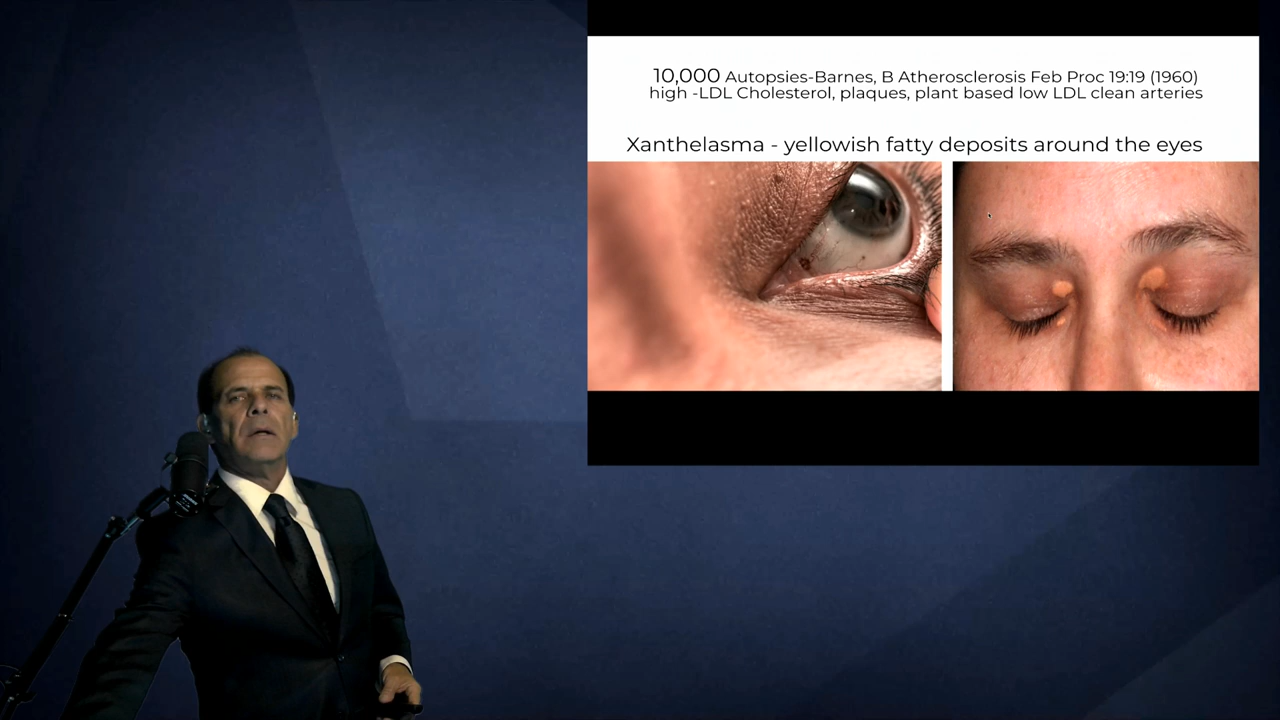 10,000 Autopsies-Barnes, B Atherosclerosis Feb Proc 19:19 (1960)
high -LDL Cholesterol, plaques, plant based low LDL clean arteries
Xanthelasma - yellowish fatty deposits around the eyes